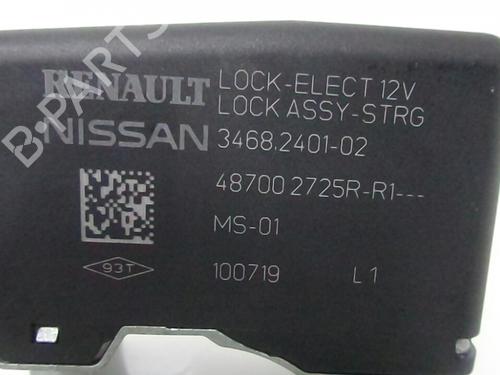 RENAULT LOCK-ELECT 12V
LOCK ASSY-STRG
NISSAN 3468.2401-02
48700 2725R-R1---
MS-01
93T 100719 L1
B-PARTS